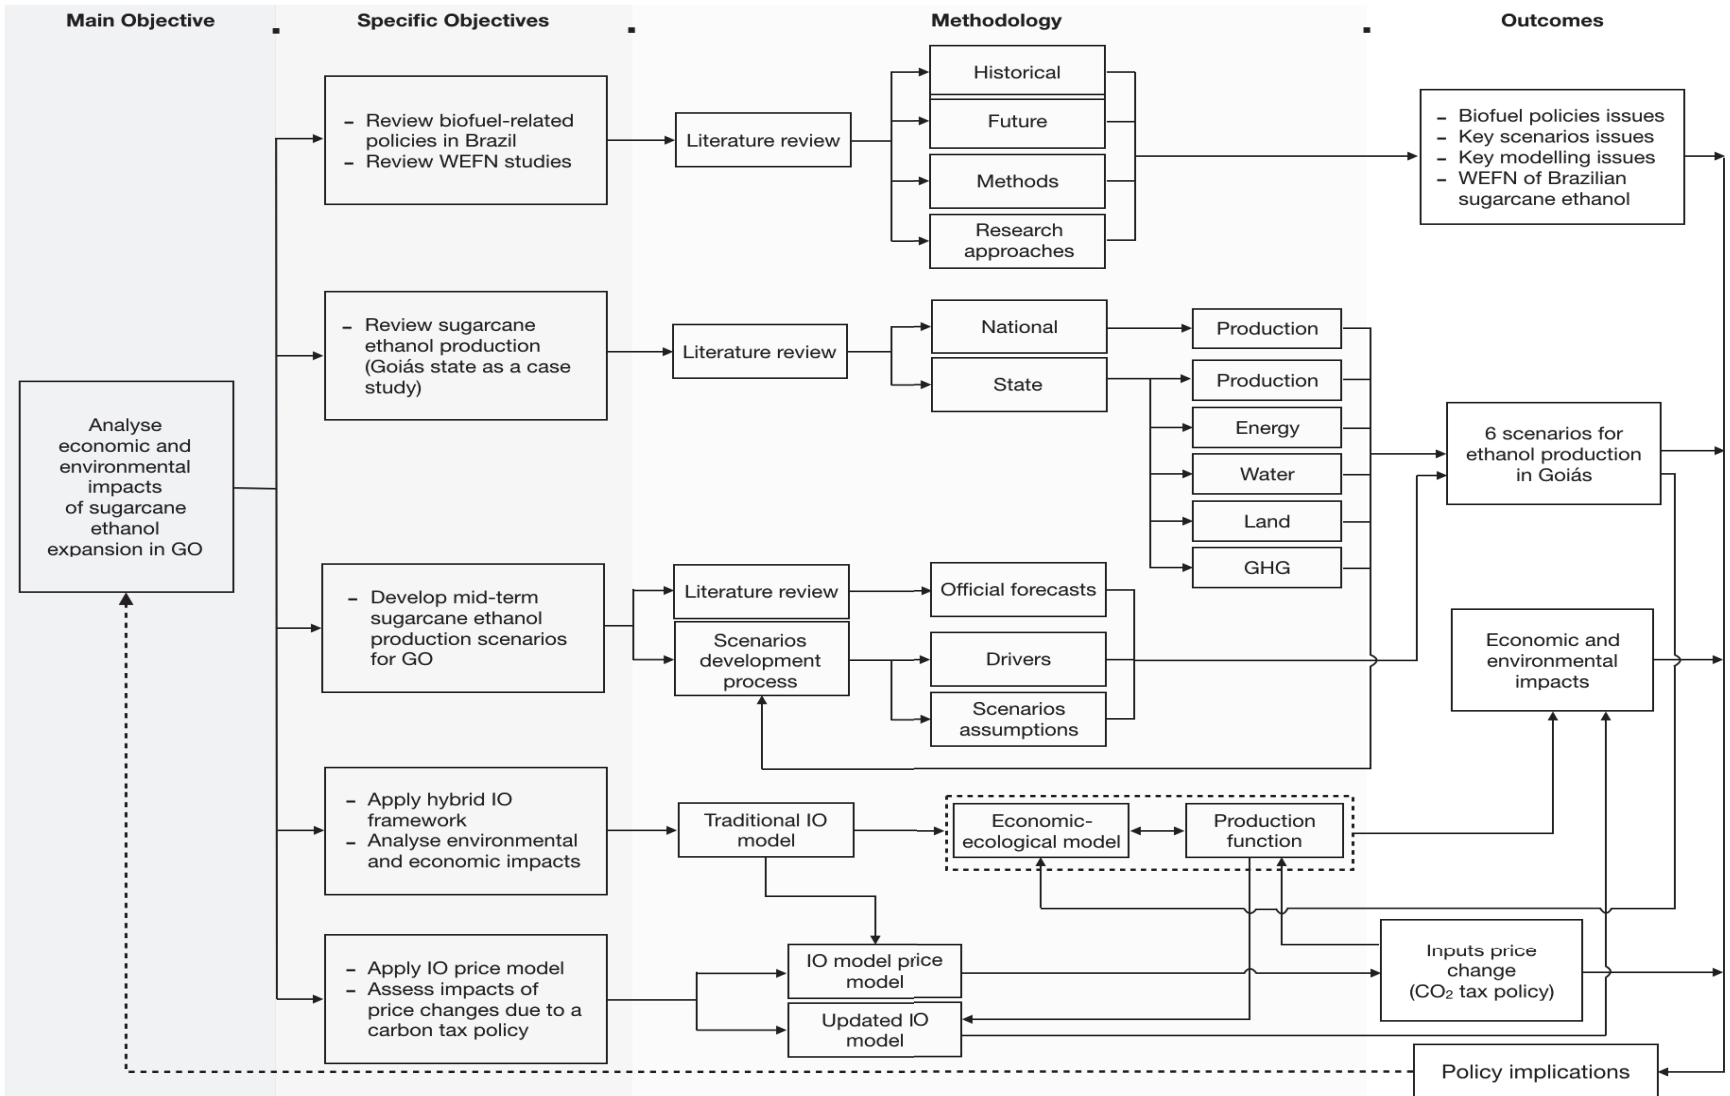 Main Objective
Specific Objectives
Methodology
Outcomes
Analyse
economic and
environmental
impacts
of sugarcane
ethanol
expansion in GO
– Review biofuel-related
policies in Brazil
– Review WEFN studies
Literature review
Historical
Future
Methods
Research
approaches
– Biofuel policies issues
– Key scenarios issues
– Key modelling issues
– WEFN of Brazilian
sugarcane ethanol
– Review sugarcane
ethanol production
(Goiás state as a case
study)
Literature review
National
State
Production
Production
Energy
Water
Land
GHG
6 scenarios for
ethanol production
in Goiás
– Develop mid-term
sugarcane ethanol
production scenarios
for GO
Literature review
Scenarios
development
process
Official forecasts
Drivers
Scenarios
assumptions
Economic and
environmental
impacts
– Apply hybrid IO
framework
– Analyse environmental
and economic impacts
Traditional IO
model
Economic-
ecological model
Production
function
– Apply IO price model
– Assess impacts of
price changes due to a
carbon tax policy
IO model price
model
Updated IO
model
Inputs price
change
(CO₂ tax policy)
Policy implications